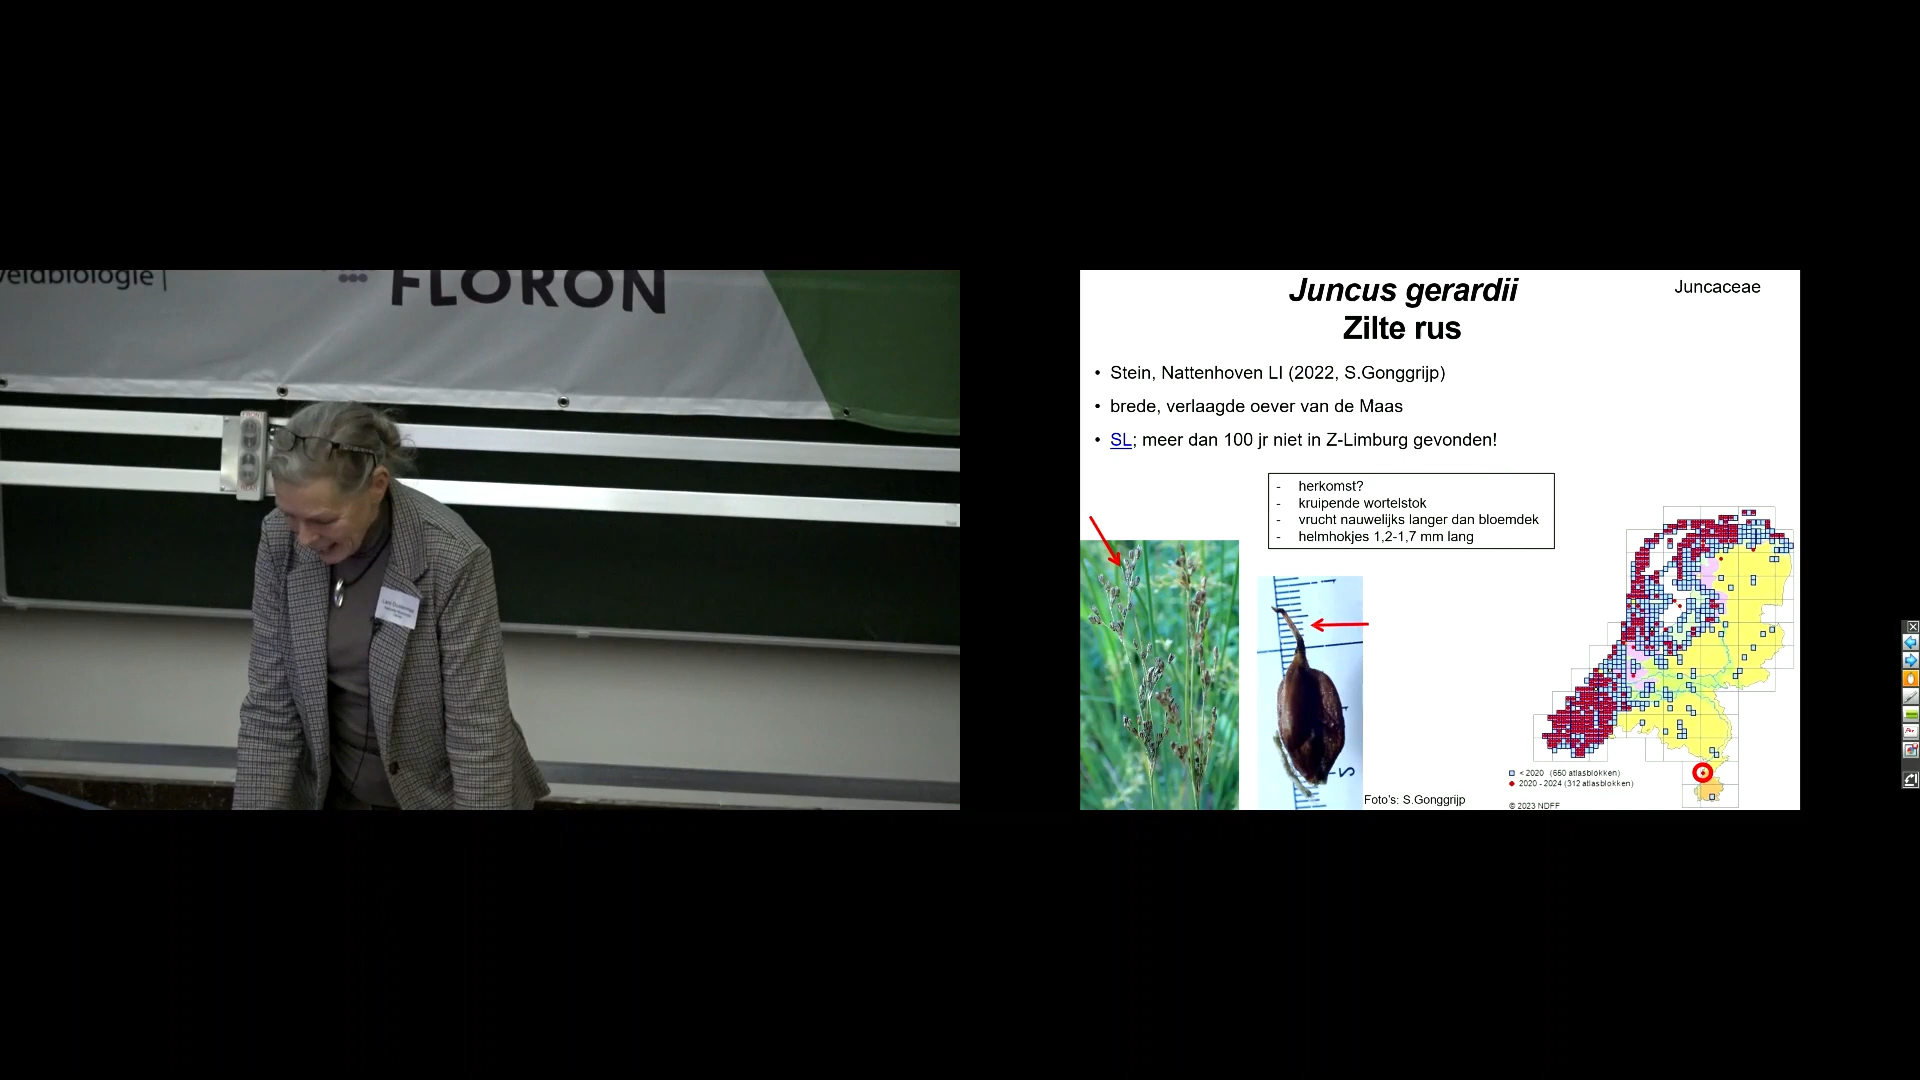 veldbiologie |
FLORON
Juncus gerardii
Juncaceae
Zilte rus
• Stein, Nattenhoven LI (2022, S.Gonggrijp)
• brede, verlaagde oever van de Maas
• SL; meer dan 100 jr niet in Z-Limburg gevonden!
- herkomst?
- kruipende wortelstok
- vrucht nauwelijks langer dan bloemdek
- helmhokjes 1,2-1,7 mm lang
5
Foto's: S.Gonggrijp
< 2020 (650 atlasblokken)
2020 - 2024 (312 atlasblokken)
© 2023 NDFF